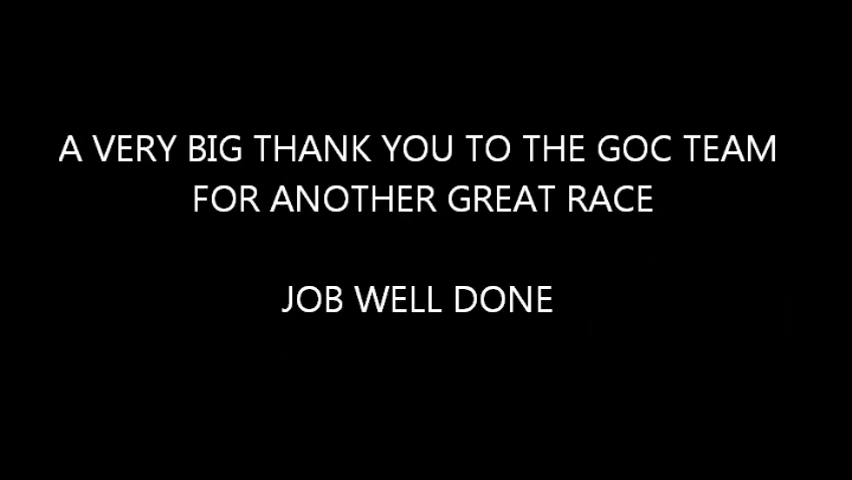 A VERY BIG THANK YOU TO THE GOC TEAM
FOR ANOTHER GREAT RACE
JOB WELL DONE